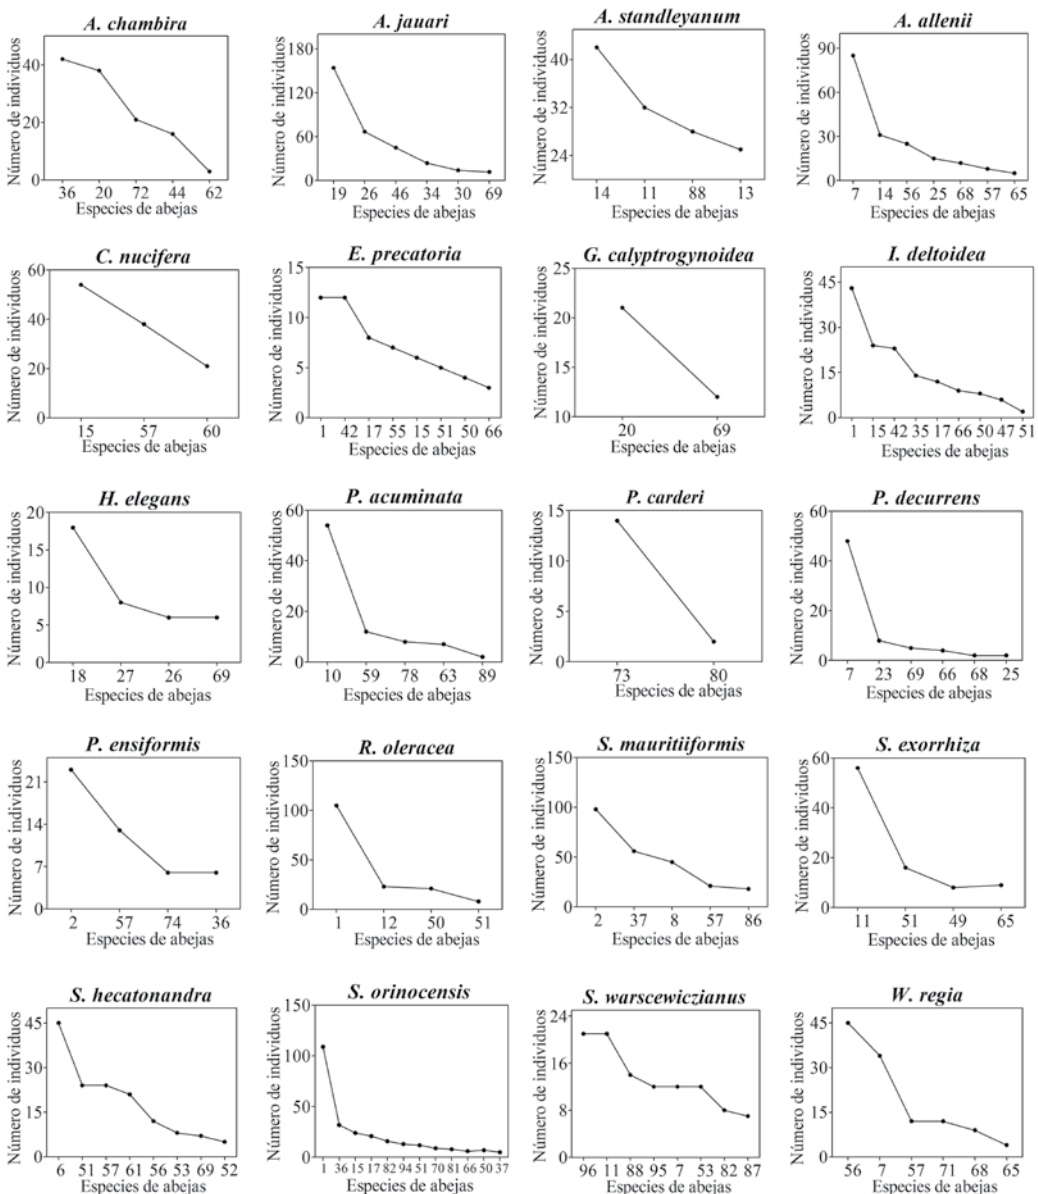 A. chambira
Número de individuos
40
20
0
36 20 72 44 62
Especies de abejas
A. jauari
Número de individuos
180
120
60
0
19 26 46 34 30 69
Especies de abejas
A. standleyanum
Número de individuos
40
32
24
14 11 88 13
Especies de abejas
A. allenii
Número de individuos
90
60
30
0
7 14 56 25 68 57 65
Especies de abejas
C. nucifera
Número de individuos
60
40
20
0
15 57 60
Especies de abejas
E. precatoria
Número de individuos
15
10
5
0
1 42 17 55 15 51 50 66
Especies de abejas
G. calyptrogynoidea
Número de individuos
25
20
15
10
20 69
Especies de abejas
I. deltoidea
Número de individuos
45
30
15
0
1 15 42 35 17 66 50 47 51
Especies de abejas
H. elegans
Número de individuos
20
15
10
5
0
18 27 26 69
Especies de abejas
P. acuminata
Número de individuos
60
40
20
0
10 59 78 63 89
Especies de abejas
P. carderi
Número de individuos
15
10
5
0
73 80
Especies de abejas
P. decurrens
Número de individuos
60
40
20
0
7 23 69 66 68 25
Especies de abejas
P. ensiformis
Número de individuos
21
14
7
0
2 57 74 36
Especies de abejas
R. oleracea
Número de individuos
150
100
50
0
1 12 50 51
Especies de abejas
S. mauritiiformis
Número de individuos
150
100
50
0
2 37 8 57 86
Especies de abejas
S. exorrhiza
Número de individuos
60
40
20
0
11 51 49 65
Especies de abejas
S. hecatonandra
Número de individuos
45
30
15
0
6 51 57 61 56 53 69 52
Especies de abejas
S. orinocensis
Número de individuos
150
100
50
0
1 36 15 17 82 94 51 70 81 66 50 37
Especies de abejas
S. warscewiczianus
Número de individuos
24
16
8
0
96 11 88 95 7 53 82 87
Especies de abejas
W. regia
Número de individuos
45
30
15
0
56 7 57 71 68 65
Especies de abejas